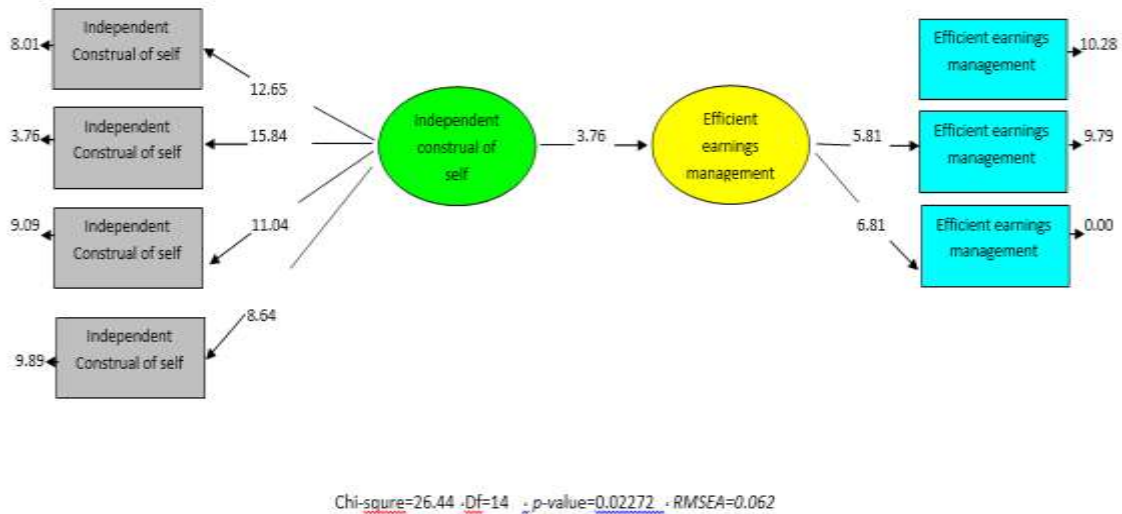 Independent
Construal of self
8.01
12.65
Independent
Construal of self
3.76
15.84
Independent
Construal of self
9.09
11.04
Independent
Construal of self
9.89
8.64
Independent
construal of
self
3.76
Efficient
earnings
management
5.81
6.81
Efficient earnings
management
10.28
Efficient earnings
management
9.79
Efficient earnings
management
0.00
Chi-squre=26.44 ،Df=14 ، p-value=0.02272 ، RMSEA=0.062